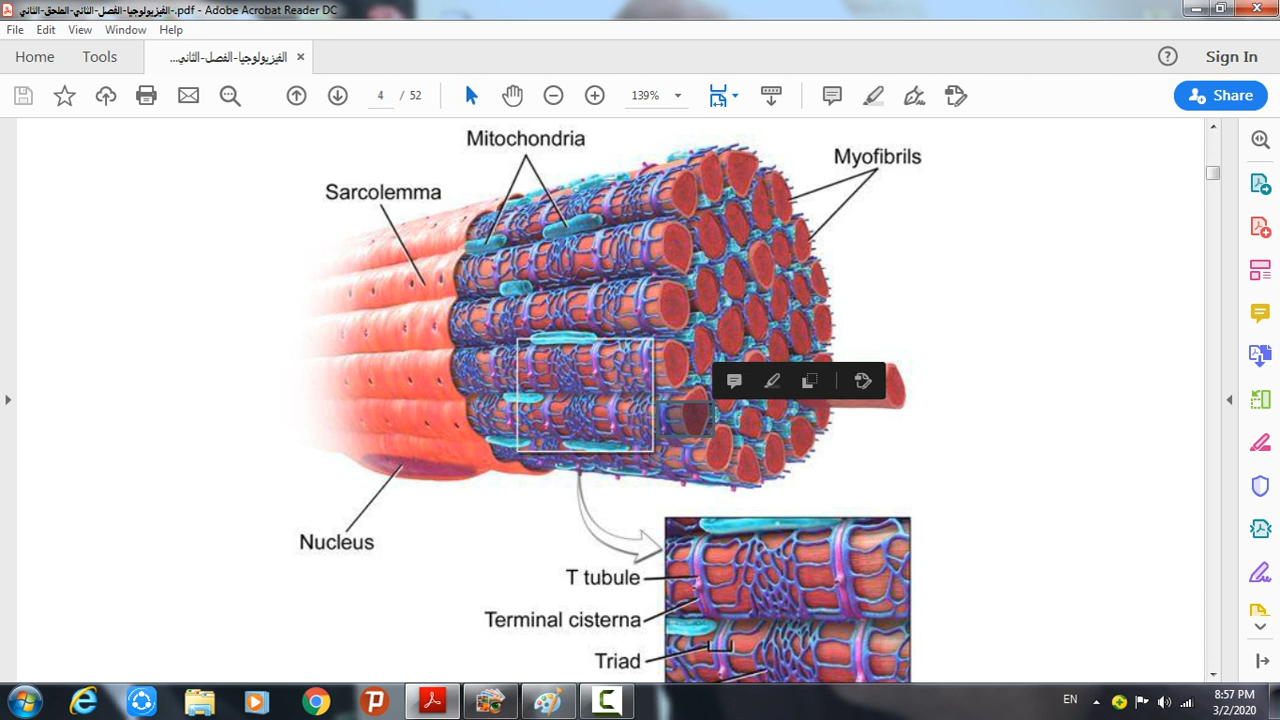 الفيزيولوجيا-الفصل-الثاني-الملحق-الثاني-.pdf - Adobe Acrobat Reader DC
File Edit View Window Help
Home Tools الفيزيولوجيا-الفصل-الثاني... × Sign In
4 / 52 139% Share
Mitochondria
Myofibrils
Sarcolemma
Nucleus
T tubule
Terminal cisterna
Triad
EN 8:57 PM
3/2/2020